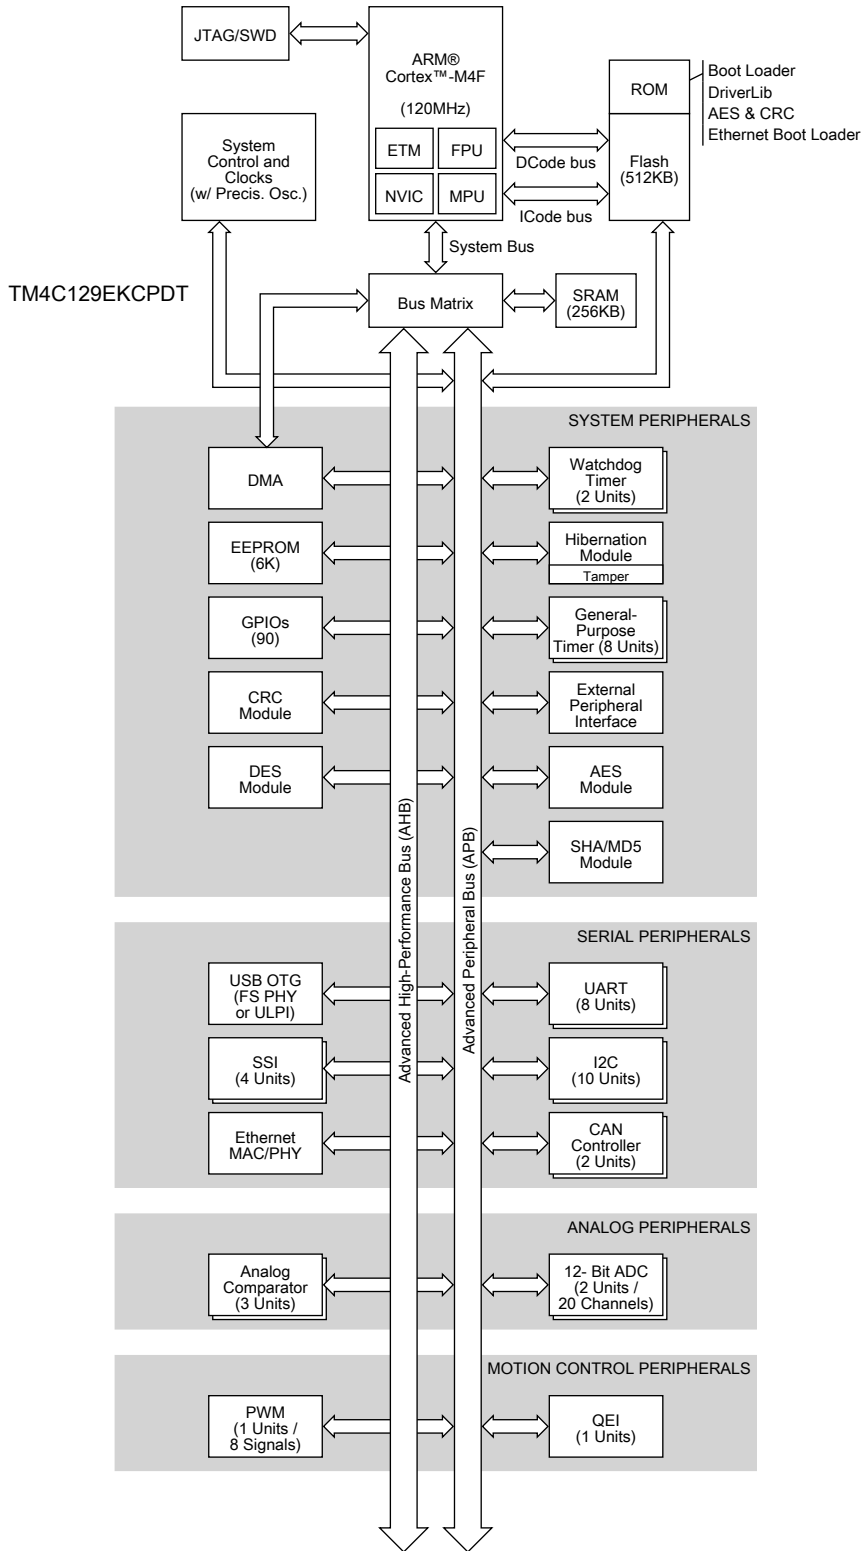 JTAG/SWD
ARM®
Cortex™-M4F
(120MHz)
ETM
FPU
NVIC
MPU
System
Control and
Clocks
(w/ Precis. Osc.)
DCode bus
ICode bus
ROM
Flash
(512KB)
Boot Loader
DriverLib
AES & CRC
Ethernet Boot Loader
System Bus
TM4C129EKCPDT
Bus Matrix
SRAM
(256KB)
SYSTEM PERIPHERALS
DMA
Watchdog
Timer
(2 Units)
EEPROM
(6K)
Hibernation
Module
Tamper
GPIOs
(90)
General-
Purpose
Timer (8 Units)
CRC
Module
External
Peripheral
Interface
DES
Module
AES
Module
SHA/MD5
Module
Advanced High-Performance Bus (AHB)
Advanced Peripheral Bus (APB)
SERIAL PERIPHERALS
USB OTG
(FS PHY
or ULPI)
UART
(8 Units)
SSI
(4 Units)
I2C
(10 Units)
Ethernet
MAC/PHY
CAN
Controller
(2 Units)
ANALOG PERIPHERALS
Analog
Comparator
(3 Units)
12- Bit ADC
(2 Units /
20 Channels)
MOTION CONTROL PERIPHERALS
PWM
(1 Units /
8 Signals)
QEI
(1 Units)